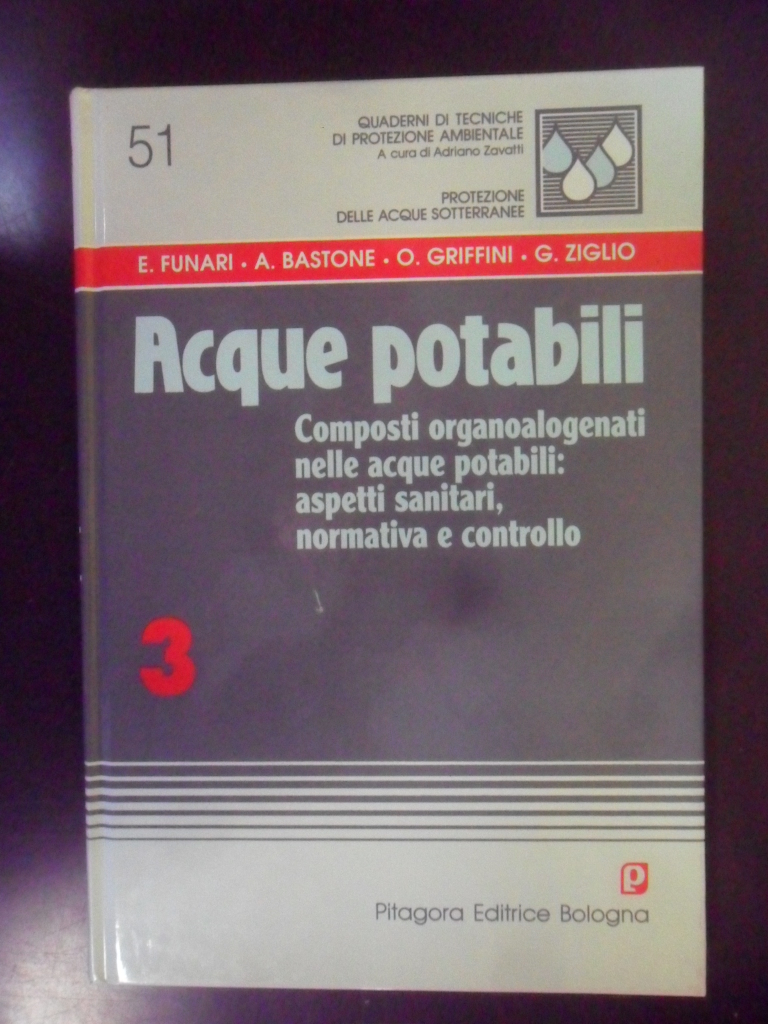 51
QUADERNI DI TECNICHE
DI PROTEZIONE AMBIENTALE
A cura di Adriano Zavatti
PROTEZIONE
DELLE ACQUE SOTTERRANEE
E. FUNARI • A. BASTONE • O. GRIFFINI • G. ZIGLIO
Acque potabili
Composti organoalogenati
nelle acque potabili:
aspetti sanitari,
normativa e controllo
3
p
Pitagora Editrice Bologna